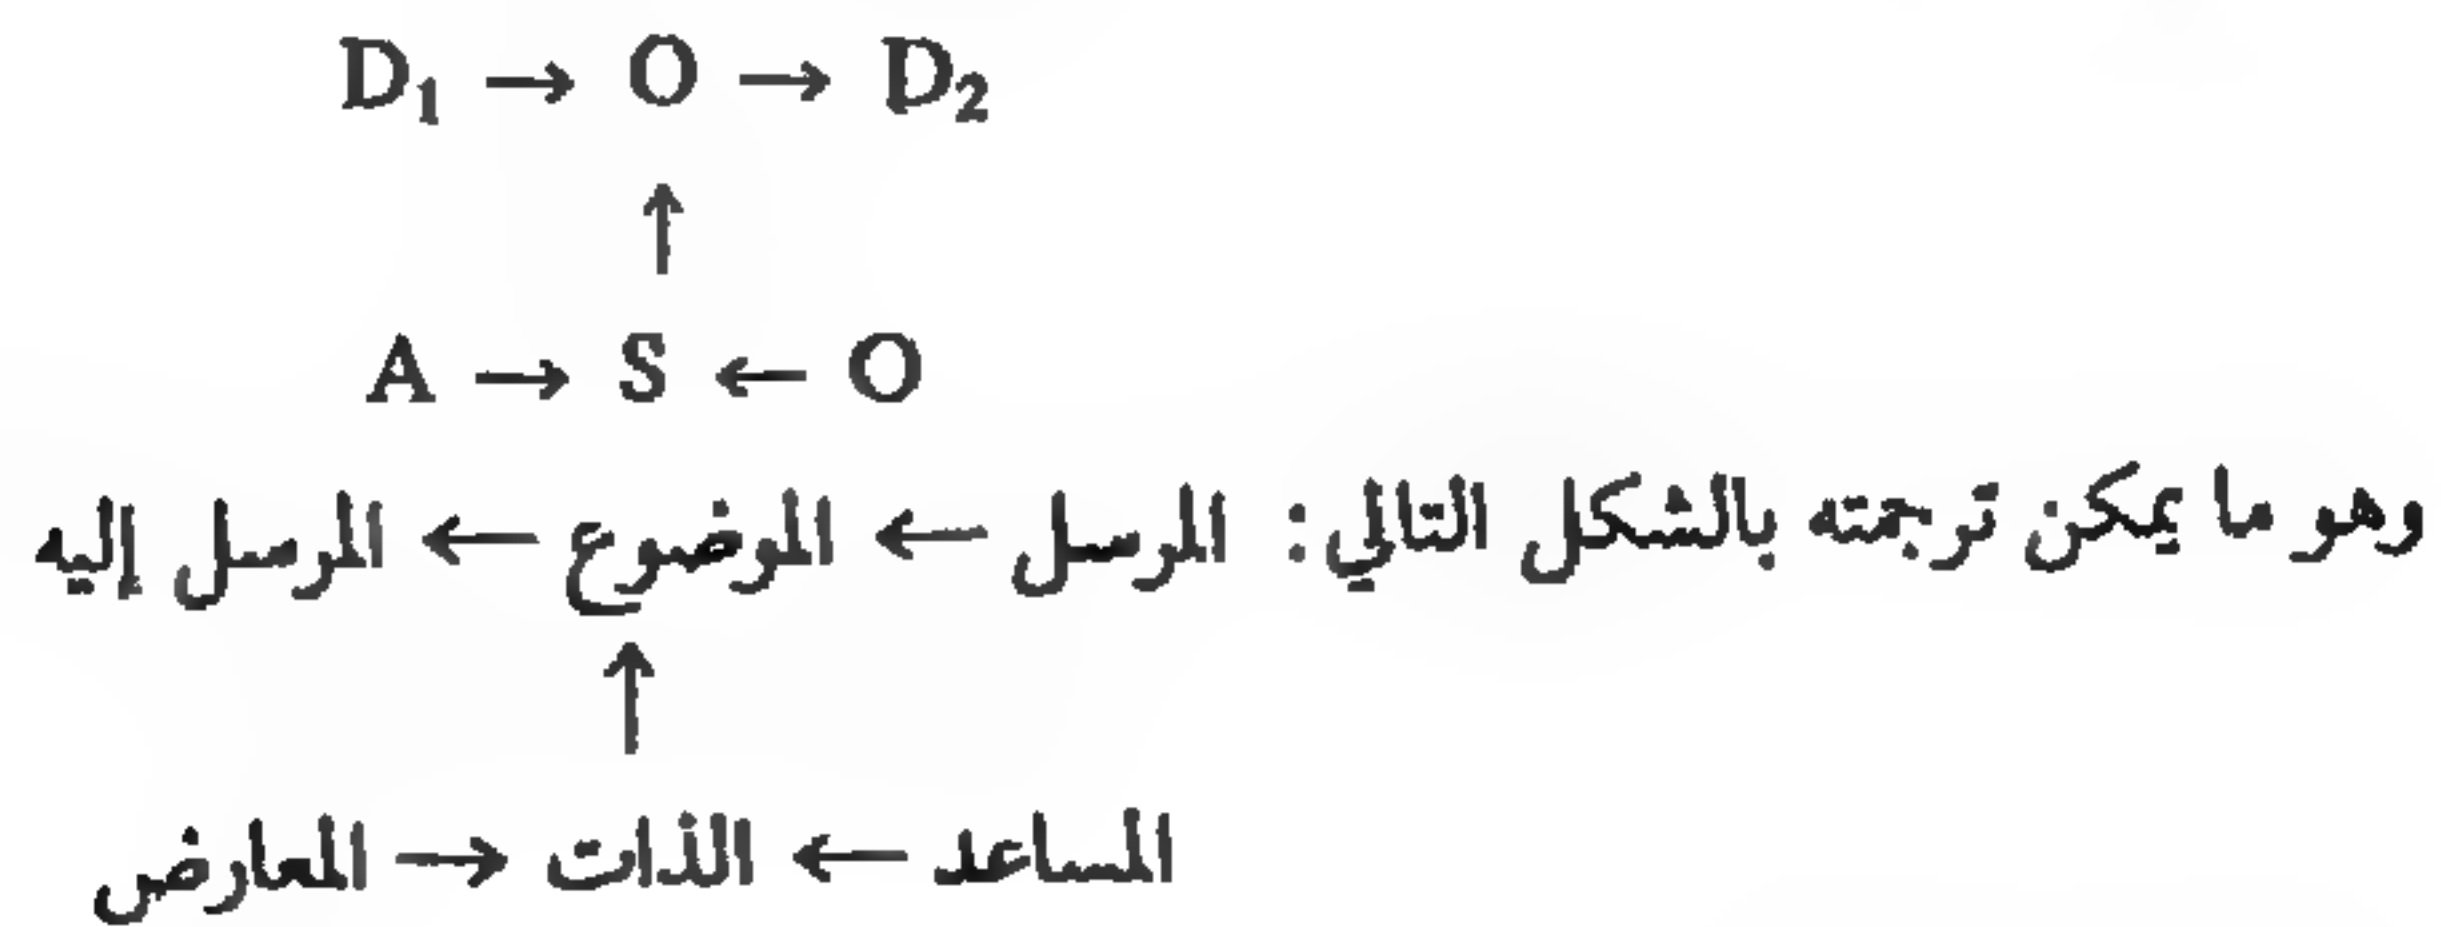 D₁ → O → D₂
↑
A → S ← O
وهو ما يمكن ترجمته بالشكل التالي: المرسل ← الموضوع ← المرسل إليه
↑
المساعد ← الذات → المعارض